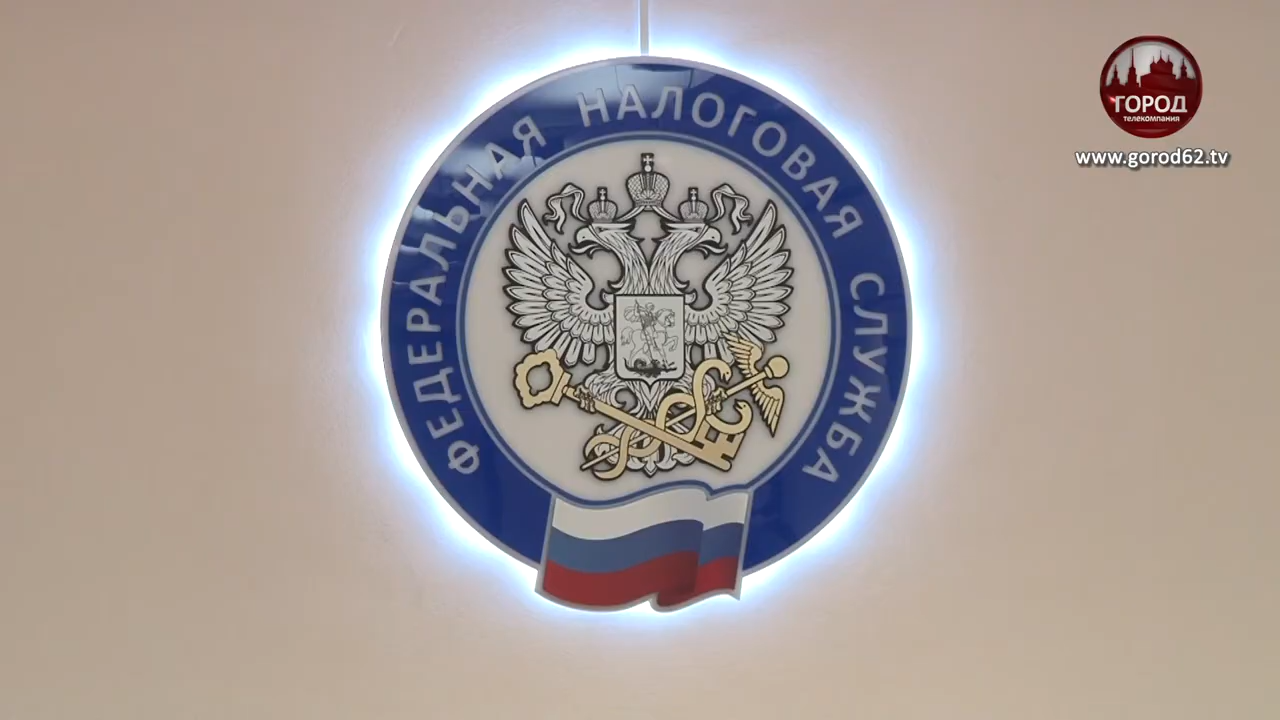 ФЕДЕРАЛЬНАЯ НАЛОГОВАЯ СЛУЖБА
ГОРОД
телекомпания
www.gorod62.tv